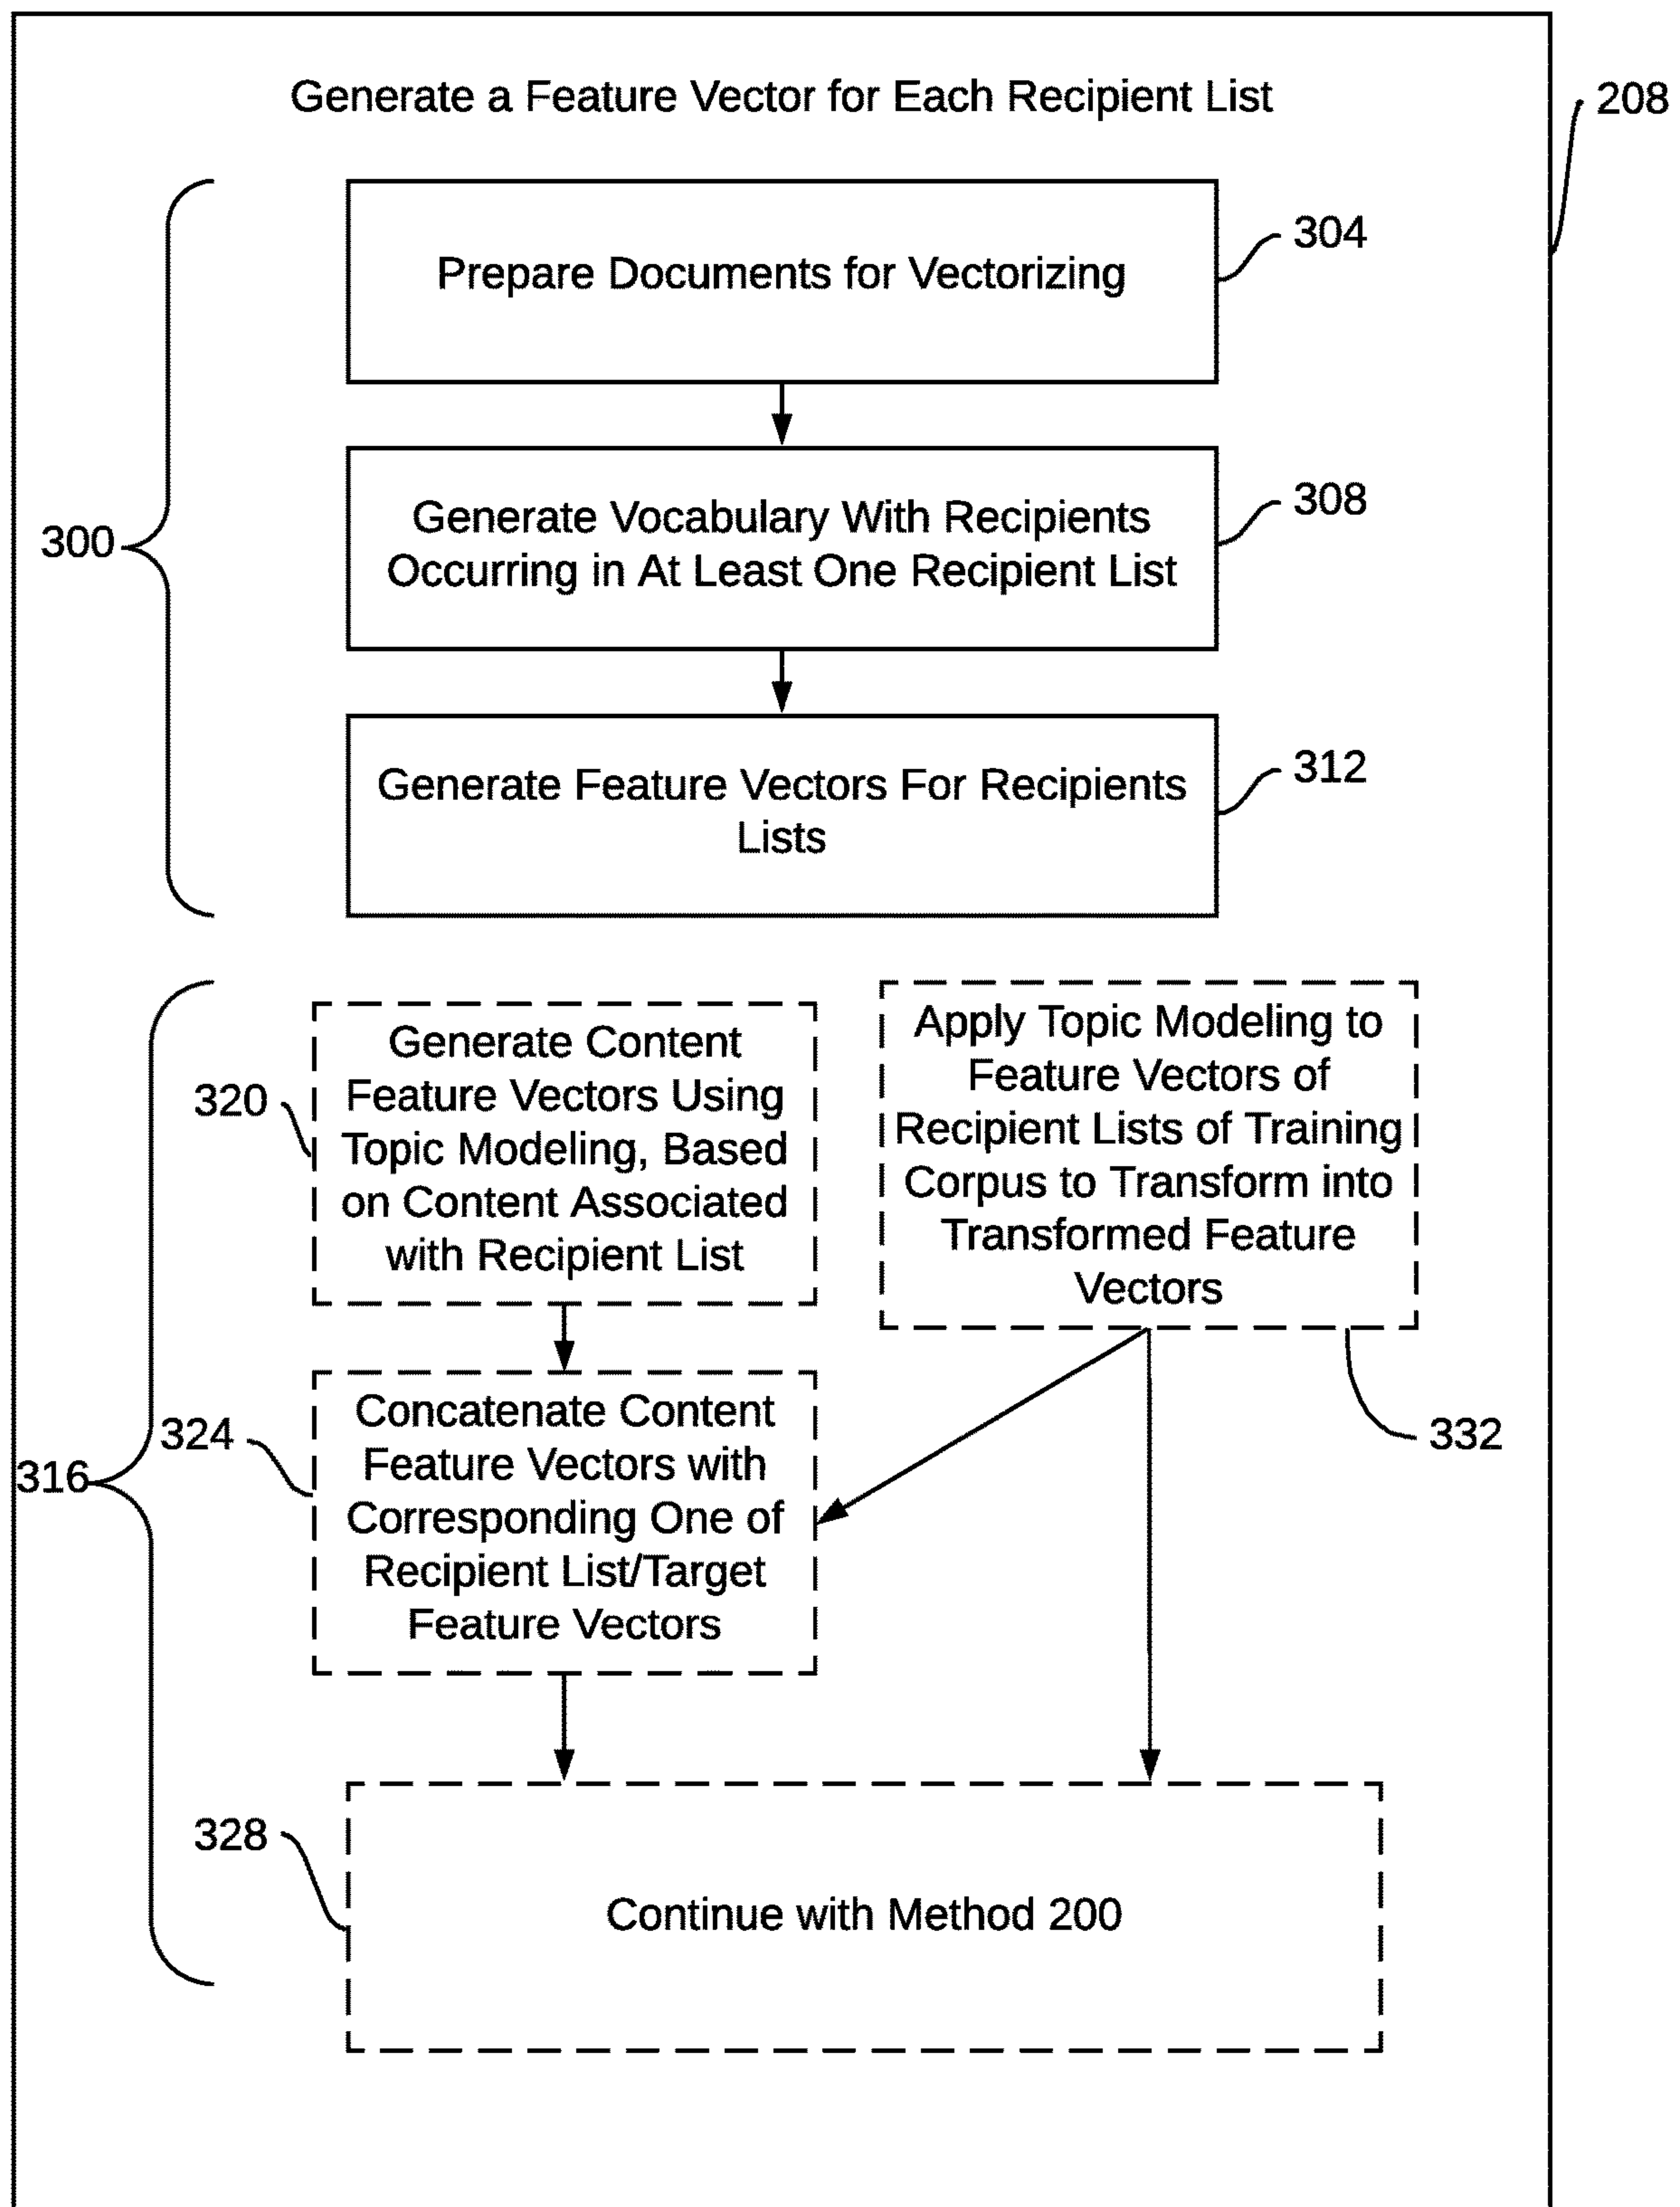 Generate a Feature Vector for Each Recipient List
208
Prepare Documents for Vectorizing
304
Generate Vocabulary With Recipients
Occurring in At Least One Recipient List
308
300
Generate Feature Vectors For Recipients
Lists
312
Generate Content
Feature Vectors Using
Topic Modeling, Based
on Content Associated
with Recipient List
320
Apply Topic Modeling to
Feature Vectors of
Recipient Lists of Training
Corpus to Transform into
Transformed Feature
Vectors
332
316
324
Concatenate Content
Feature Vectors with
Corresponding One of
Recipient List/Target
Feature Vectors
328
Continue with Method 200